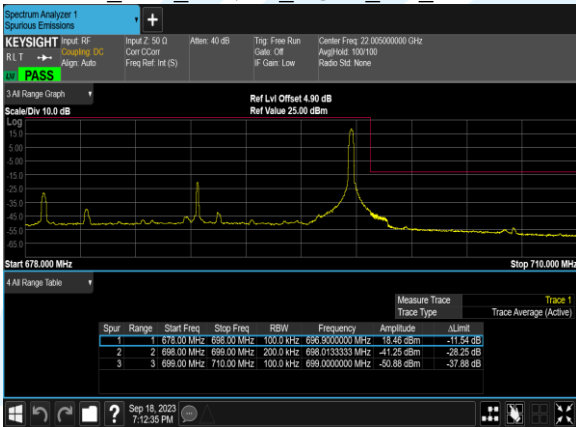 Spectrum Analyzer 1
Spurious Emissions
+
KEYSIGHT Input: RF Input Z: 50 Ω Atten: 40 dB Trig: Free Run Center Freq: 22.005000000 GHz
RLT Coupling: DC Corr CCorr Gate: Off Avg|Hold: 100/100
Align: Auto Freq Ref: Int (S) IF Gain: Low Radio Std: None
PASS
3 All Range Graph
Ref Lvl Offset 4.90 dB
Scale/Div 10.0 dB Ref Value 25.00 dBm
Log
15.0
5.00
-5.00
-15.0
-25.0
-35.0
-45.0
-55.0
-65.0
Start 678.000 MHz Stop 710.000 MHz
4 All Range Table
Measure Trace Trace 1
Trace Type Trace Average (Active)
Spur Range Start Freq Stop Freq RBW Frequency Amplitude ΔLimit
1 1 678.00 MHz 698.00 MHz 100.0 kHz 696.9000000 MHz 18.46 dBm -11.54 dB
2 2 698.00 MHz 699.00 MHz 200.0 kHz 698.0133333 MHz -41.25 dBm -28.25 dB
3 3 699.00 MHz 710.00 MHz 100.0 kHz 699.0000000 MHz -50.88 dBm -37.88 dB
? Sep 18, 2023
7:12:35 PM